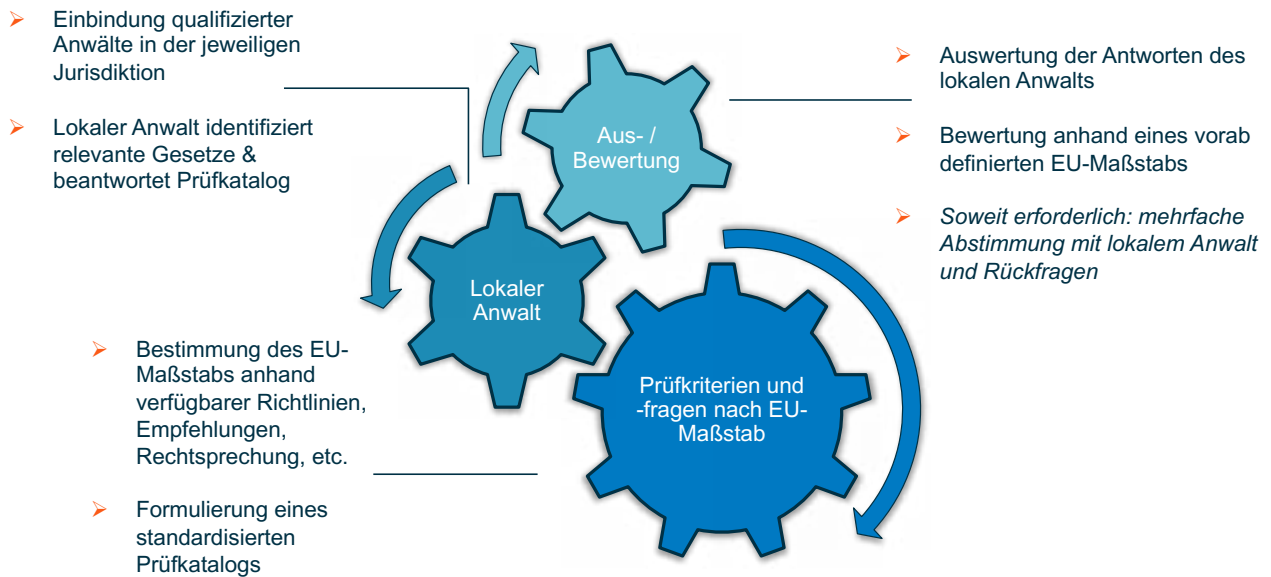 Einbindung qualifizierter
Anwälte in der jeweiligen
Jurisdiktion
Lokaler Anwalt identifiziert
relevante Gesetze &
beantwortet Prüfkatalog
Aus- /
Bewertung
Auswertung der Antworten des
lokalen Anwalts
Bewertung anhand eines vorab
definierten EU-Maßstabs
Soweit erforderlich: mehrfache
Abstimmung mit lokalem Anwalt
und Rückfragen
Lokaler
Anwalt
Bestimmung des EU-
Maßstabs anhand
verfügbarer Richtlinien,
Empfehlungen,
Rechtsprechung, etc.
Formulierung eines
standardisierten
Prüfkatalogs
Prüfkriterien und
-fragen nach EU-
Maßstab